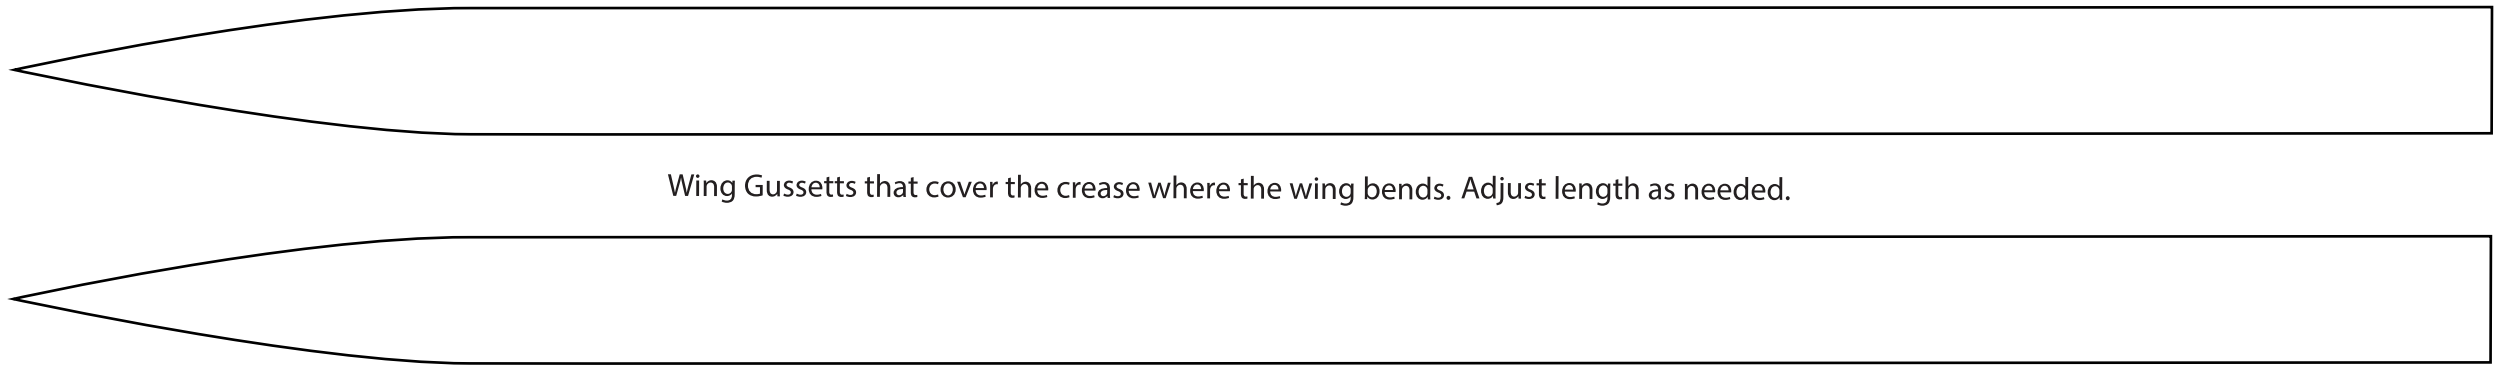 Wing Gussetts that cover the crease where the wing bends. Adjust length as needed.